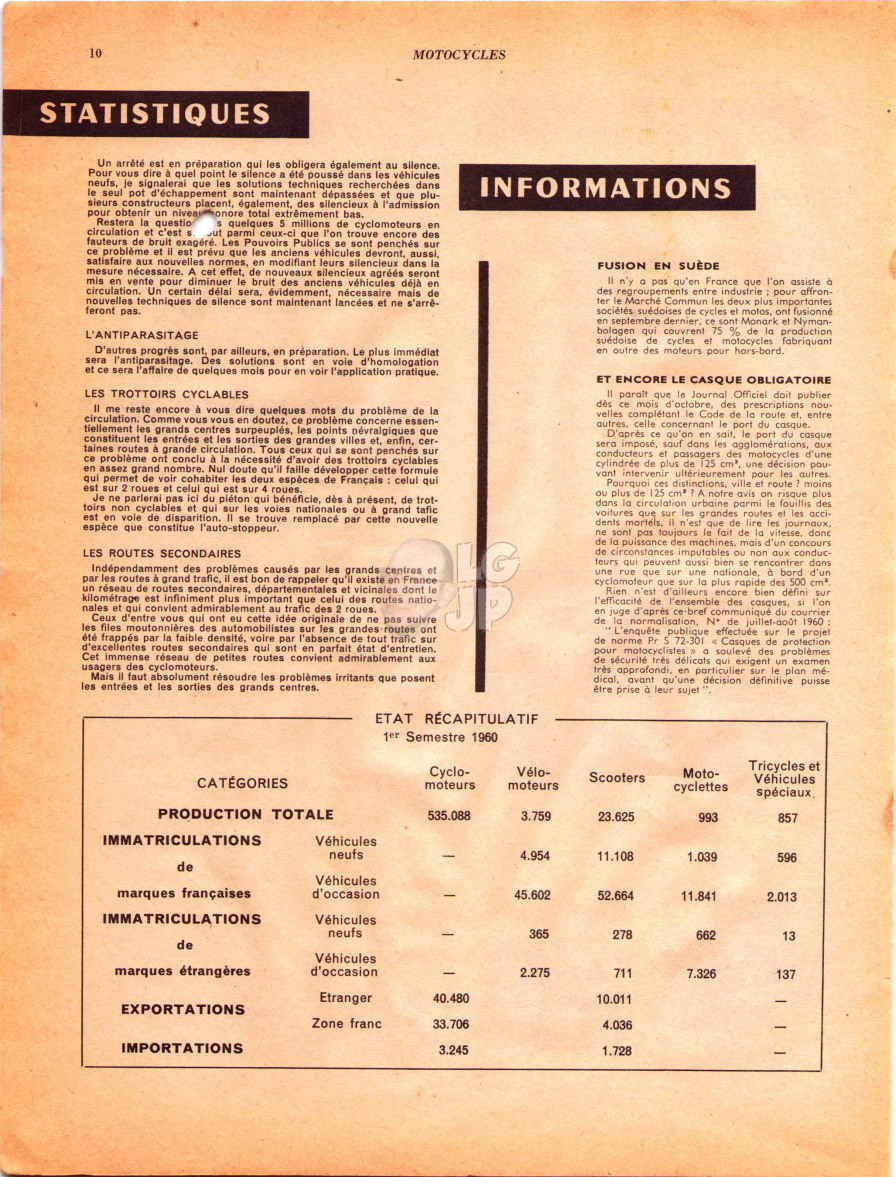 10
MOTOCYCLES
STATISTIQUES
Un arrêté est en préparation qui les obligera également au silence.
Pour vous dire à quel point le silence a été poussé dans les véhicules
neufs, je signalerai que les solutions techniques recherchées dans
le seul pot d'échappement sont maintenant dépassées et que plu-
sieurs constructeurs placent, également, des silencieux à l'admission
pour obtenir un niveau sonore total extrêmement bas.
Restera la questio s quelques 5 millions de cyclomoteurs en
circulation et c'est s ut parmi ceux-ci que l'on trouve encore des
fauteurs de bruit exagéré. Les Pouvoirs Publics se sont penchés sur
ce problème et il est prévu que les anciens véhicules devront, aussi,
satisfaire aux nouvelles normes, en modifiant leurs silencieux dans la
mesure nécessaire. A cet effet, de nouveaux silencieux agréés seront
mis en vente pour diminuer le bruit des anciens véhicules déjà en
circulation. Un certain délai sera, évidemment, nécessaire mais de
nouvelles techniques de silence sont maintenant lancées et ne s'arrê-
feront pas.
L'ANTIPARASITAGE
D'autres progrès sont, par ailleurs, en préparation. Le plus immédiat
sera l'antiparasitage. Des solutions sont en voie d'homologation
et ce sera l'affaire de quelques mois pour en voir l'application pratique.
LES TROTTOIRS CYCLABLES
Il me reste encore à vous dire quelques mots du problème de la
circulation. Comme vous vous en doutez, ce problème concerne essen-
tiellement les grands centres surpeuplés, les points névralgiques que
constituent les entrées et les sorties des grandes villes et, enfin, cer-
taines routes à grande circulation. Tous ceux qui se sont penchés sur
ce problème ont conclu à la nécessité d'avoir des trottoirs cyclables
en assez grand nombre. Nul doute qu'il faille développer cette formule
qui permet de voir cohabiter les deux espèces de Français : celui qui
est sur 2 roues et celui qui est sur 4 roues.
Je ne parlerai pas ici du piéton qui bénéficie, dès à présent, de trot-
toirs non cyclables et qui sur les voies nationales ou à grand tafic
est en voie de disparition. Il se trouve remplacé par cette nouvelle
espèce que constitue l'auto-stoppeur.
LES ROUTES SECONDAIRES
Indépendamment des problèmes causés par les grands centres et
par les routes à grand trafic, il est bon de rappeler qu'il existe en France
un réseau de routes secondaires, départementales et vicinales dont le
kilométrage est infiniment plus important que celui des routes natio-
nales et qui convient admirablement au trafic des 2 roues.
Ceux d'entre vous qui ont eu cette idée originale de ne pas suivre
les files moutonnières des automobilistes sur les grandes routes ont
été frappés par la faible densité, voire par l'absence de tout trafic sur
d'excellentes routes secondaires qui sont en parfait état d'entretien.
Cet immense réseau de petites routes convient admirablement aux
usagers des cyclomoteurs.
Mais il faut absolument résoudre les problèmes irritants que posent
les entrées et les sorties des grands centres.
INFORMATIONS
FUSION EN SUÈDE
Il n'y a pas qu'en France que l'on assiste à
des regroupements entre industrie ; pour affron-
ter le Marché Commun les deux plus importantes
sociétés suédoises de cycles et motos, ont fusionné
en septembre dernier, ce sont Monark et Nyman-
bolagen qui couvrent 75 % de la production
suédoise de cycles et motocycles fabriquant
en outre des moteurs pour hors-bord.
ET ENCORE LE CASQUE OBLIGATOIRE
Il paraît que le Journal Officiel doit publier
dès ce mois d'octobre, des prescriptions nou-
velles complétant le Code de la route et, entre
autres, celle concernant le port du casque.
D'après ce qu'on en sait, le port du casque
sera imposé, sauf dans les agglomérations, aux
conducteurs et passagers des motocycles d'une
cylindrée de plus de 125 cm³, une décision pou-
vant intervenir ultérieurement pour les autres.
Pourquoi ces distinctions, ville et route ? moins
ou plus de 125 cm³ ? A notre avis on risque plus
dans la circulation urbaine parmi le fouillis des
voitures que sur les grandes routes et les acci-
dents mortels, il n'est que de lire les journaux,
ne sont pas toujours le fait de la vitesse, donc
de la puissance des machines, mais d'un concours
de circonstances imputables ou non aux conduc-
teurs qui peuvent aussi bien se rencontrer dans
une rue que sur une nationale, à bord d'un
cyclomoteur que sur la plus rapide des 500 cm³.
Rien n'est d'ailleurs encore bien défini sur
l'efficacité de l'ensemble des casques, si l'on
en juge d'après ce bref communiqué du courrier
de la normalisation, N° de juillet-août 1960 :
" L'enquête publique effectuée sur le projet
de norme Pr S 72-301 « Casques de protection
pour motocyclistes » a soulevé des problèmes
de sécurité très délicats qui exigent un examen
très approfondi, en particulier sur le plan mé-
dical, avant qu'une décision définitive puisse
être prise à leur sujet ".
LG
JP
ETAT RÉCAPITULATIF
1er Semestre 1960
CATÉGORIES Cyclo-moteurs Vélo-moteurs Scooters Moto-cyclettes Tricycles et Véhicules spéciaux.
PRODUCTION TOTALE 535.088 3.759 23.625 993 857
IMMATRICULATIONS de marques françaises
Véhicules neufs — 4.954 11.108 1.039 596
Véhicules d'occasion — 45.602 52.664 11.841 2.013
IMMATRICULATIONS de marques étrangères
Véhicules neufs — 365 278 662 13
Véhicules d'occasion — 2.275 711 7.326 137
EXPORTATIONS
Etranger 40.480 10.011 —
Zone franc 33.706 4.036 —
IMPORTATIONS 3.245 1.728 —